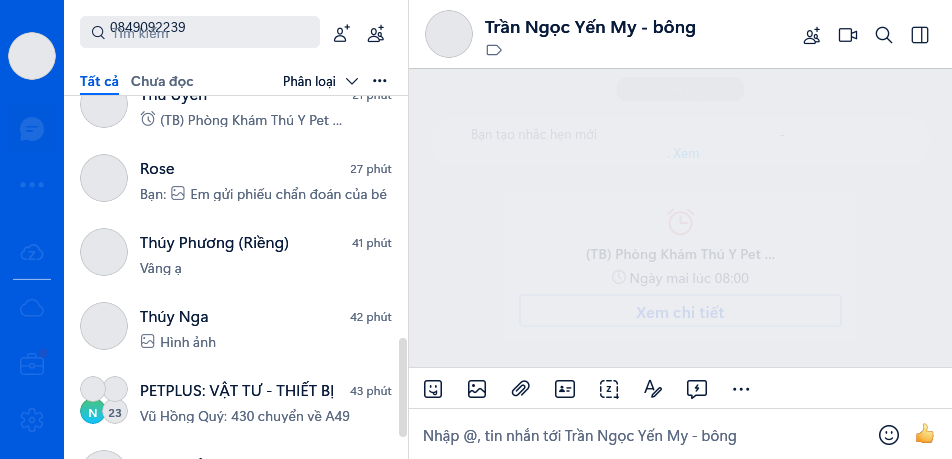 0849092239
Tìm kiếm
Tất cả
Chưa đọc
Phân loại
Thu Uyên
21 phút
(TB) Phòng Khám Thú Y Pet ...
Rose
27 phút
Bạn: Em gửi phiếu chẩn đoán của bé
Thúy Phương (Riềng)
41 phút
Vâng ạ
Thúy Nga
42 phút
Hình ảnh
PETPLUS: VẬT TƯ - THIẾT BỊ
43 phút
N
23
Vũ Hồng Quý: 430 chuyển về A49
Trần Ngọc Yến My - bông
Bạn tạo nhắc hẹn mới -
Xem
(TB) Phòng Khám Thú Y Pet ...
Ngày mai lúc 08:00
Xem chi tiết
Nhập @, tin nhắn tới Trần Ngọc Yến My - bông